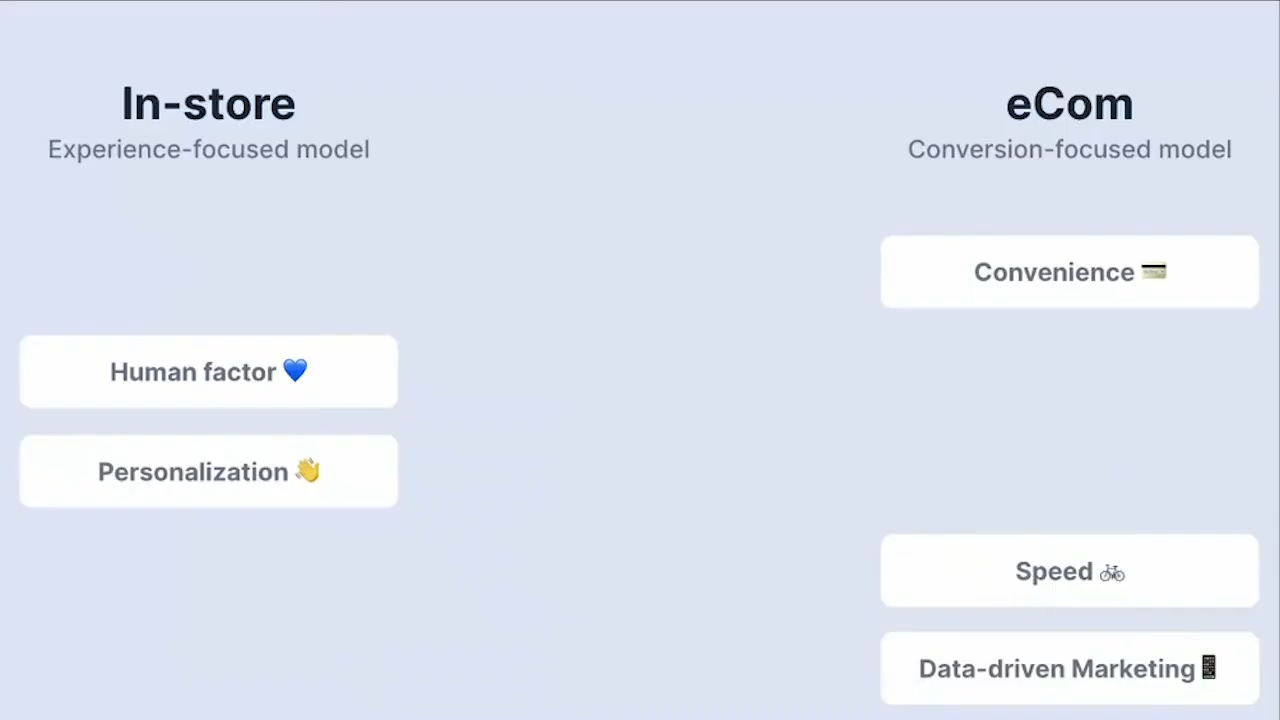 In-store
Experience-focused model
Human factor 💙
Personalization 👋
eCom
Conversion-focused model
Convenience 💳
Speed 🚲
Data-driven Marketing📱